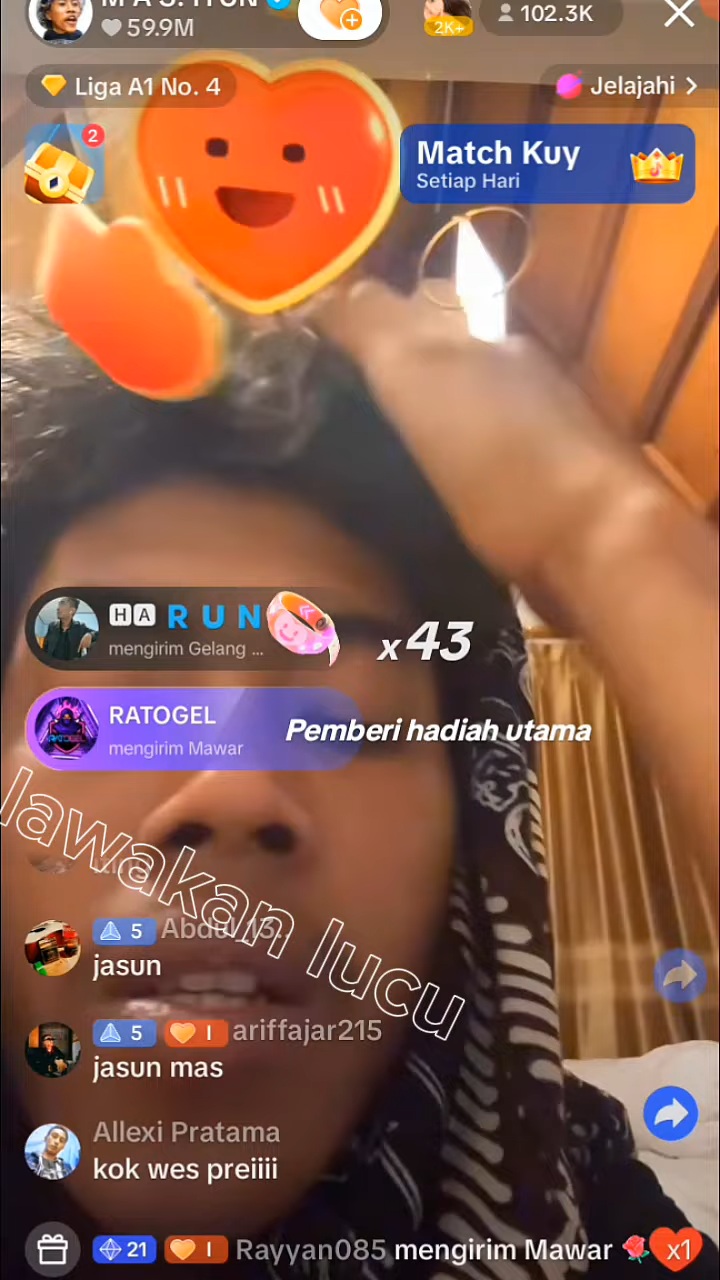 59.9M
2K+
102.3K
Liga A1 No. 4
Jelajahi
2
Match Kuy
Setiap Hari
HA RUN
mengirim Gelang ...
x43
RATOGEL
mengirim Mawar
Pemberi hadiah utama
lawakan lucu
5 Abdul 13..
jasun
5 I ariffajar215
jasun mas
Allexi Pratama
kok wes preiiii
21 I Rayyan085 mengirim Mawar x1